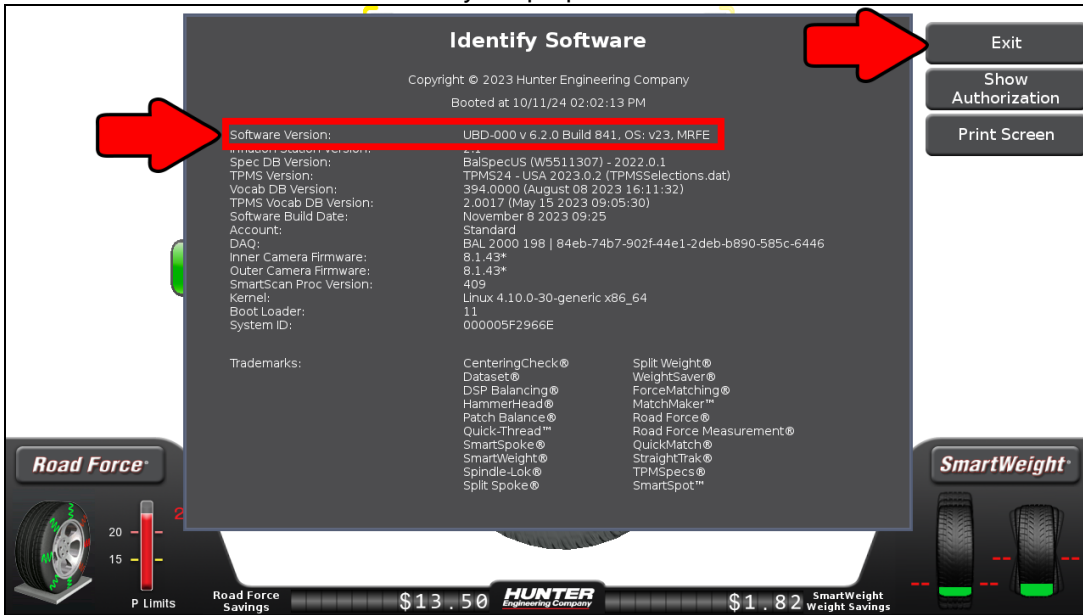 Identify Software
Copyright © 2023 Hunter Engineering Company
Booted at 10/11/24 02:02:13 PM
Software Version: UBD-000 v 6.2.0 Build 841, OS: v23, MRFE
Spec DB Version: BalSpecUS (W5511307) - 2022.0.1
TPMS Version: TPMS24 - USA 2023.0.2 (TPMSSelections.dat)
Vocab DB Version: 394.0000 (August 08 2023 16:11:32)
TPMS Vocab DB Version: 2.0017 (May 15 2023 09:05:30)
Software Build Date: November 8 2023 09:25
Account: Standard
DAQ: BAL 2000 198 | 84eb-74b7-902f-44e1-2deb-b890-585c-6446
Inner Camera Firmware: 8.1.43*
Outer Camera Firmware: 8.1.43*
SmartScan Proc Version: 409
Kernel: Linux 4.10.0-30-generic x86_64
Boot Loader: 11
System ID: 000005F2966E
Trademarks: CenteringCheck® Split Weight®
Dataset® WeightSaver®
DSP Balancing® ForceMatching®
HammerHead® MatchMaker™
Patch Balance® Road Force®
Quick-Thread™ Road Force Measurement®
SmartSpoke® QuickMatch®
SmartWeight® StraightTrak®
Spindle-Lok® TPMSpecs®
Split Spoke® SmartSpot™
Exit
Show
Authorization
Print Screen
Road Force
2
20
15
P Limits
Road Force
Savings
$13.50
HUNTER
Engineering Company
$1.82
SmartWeight
Weight Savings
SmartWeight